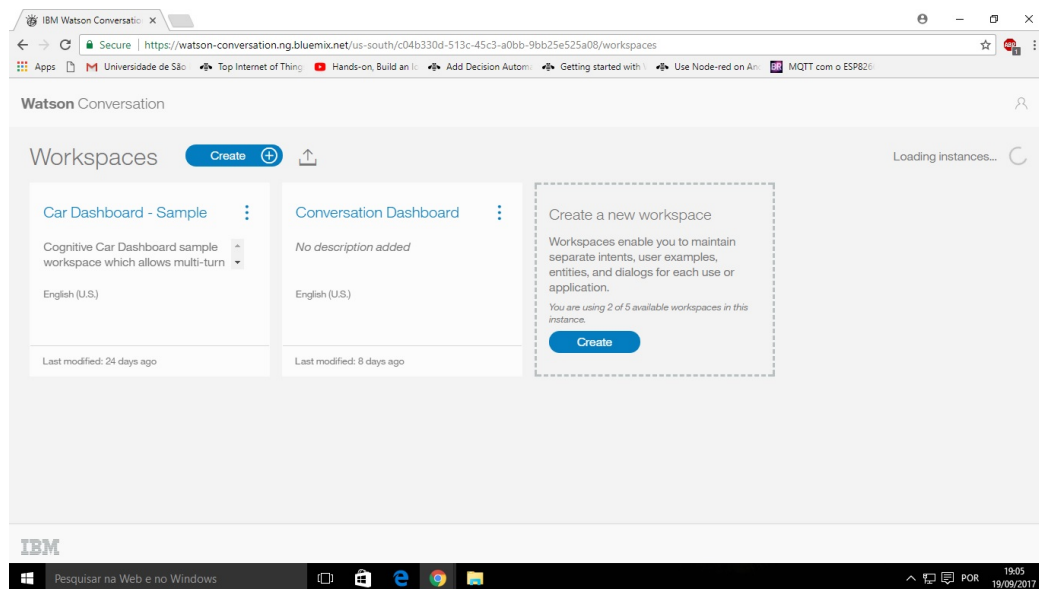 IBM Watson Conversatio
Secure | https://watson-conversation.ng.bluemix.net/us-south/c04b330d-513c-45c3-a0bb-9bb25e525a08/workspaces
Apps Universidade de São Top Internet of Thing Hands-on, Build an Add Decision Autom Getting started with Use Node-red on An BR MQTT com o ESP826
Watson Conversation
Workspaces Create Loading instances...
Car Dashboard - Sample
Cognitive Car Dashboard sample
workspace which allows multi-turn
English (U.S.)
Last modified: 24 days ago
Conversation Dashboard
No description added
English (U.S.)
Last modified: 8 days ago
Create a new workspace
Workspaces enable you to maintain
separate intents, user examples,
entities, and dialogs for each use or
application.
You are using 2 of 5 available workspaces in this
instance.
Create
IBM
Pesquisar na Web e no Windows
POR
19:05
19/09/2017